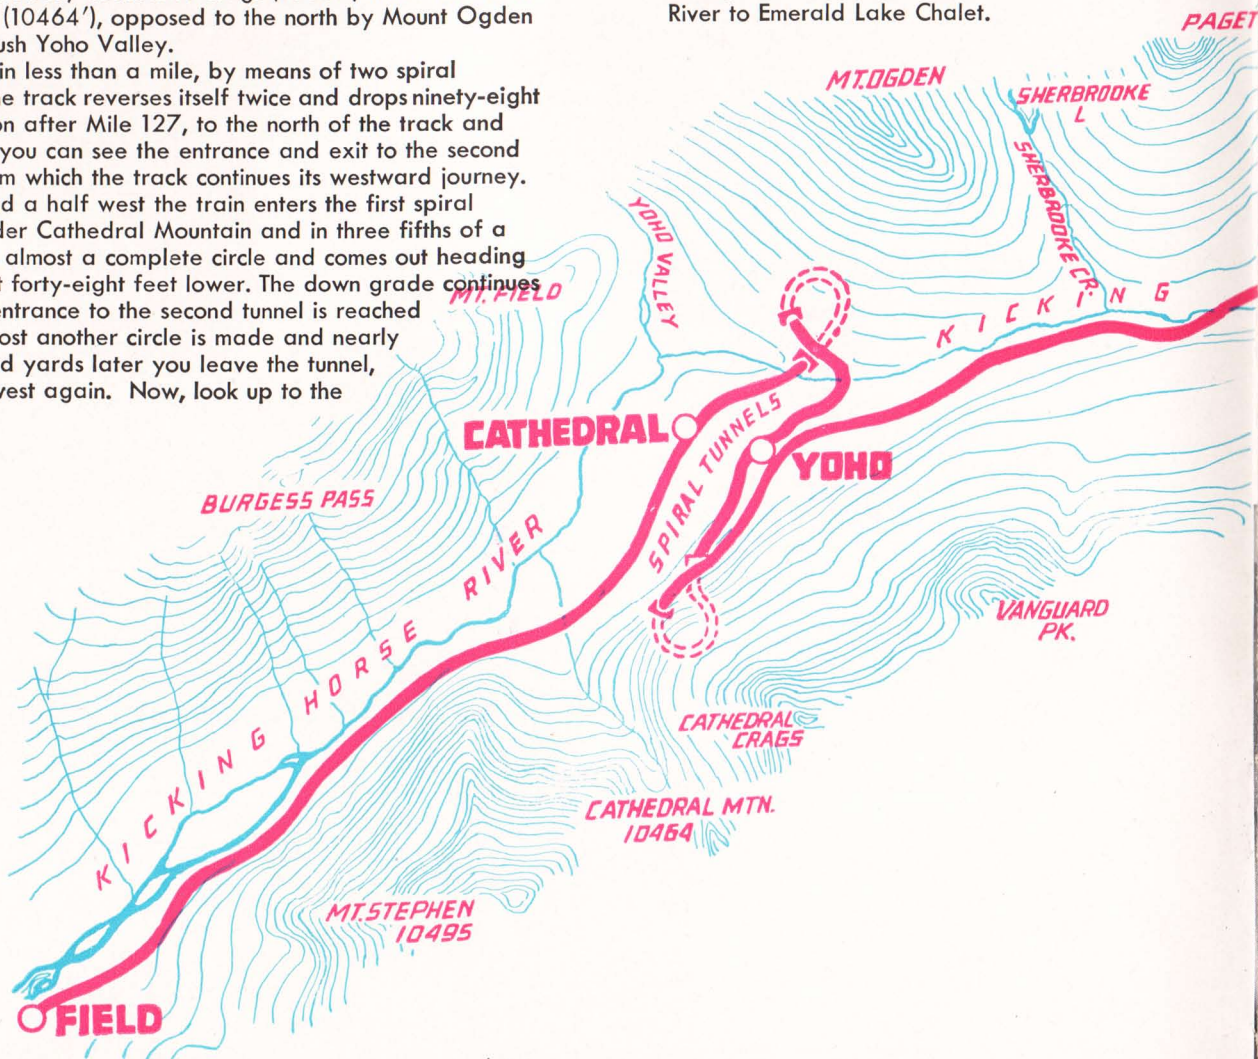 (10464'), opposed to the north by Mount Ogden
Yoho Valley.
in less than a mile, by means of two spiral
track reverses itself twice and drops ninety-eight
after Mile 127, to the north of the track and
you can see the entrance and exit to the second
which the track continues its westward journey.
a half west the train enters the first spiral
Cathedral Mountain and in three fifths of a
almost a complete circle and comes out heading
forty-eight feet lower. The down grade continues
entrance to the second tunnel is reached
another circle is made and nearly
yards later you leave the tunnel,
again. Now, look up to the
River to Emerald Lake Chalet.
PAGET
MT. OGDEN
SHERBROOKE
L
SHERBROOKE CR.
YOHO VALLEY
MT. FIELD
KICKING
CATHEDRAL
SPIRAL TUNNELS
YOHO
BURGESS PASS
KICKING HORSE RIVER
VANGUARD
PK.
CATHEDRAL
CRAGS
CATHEDRAL MTN.
10464
MT. STEPHEN
10495
FIELD